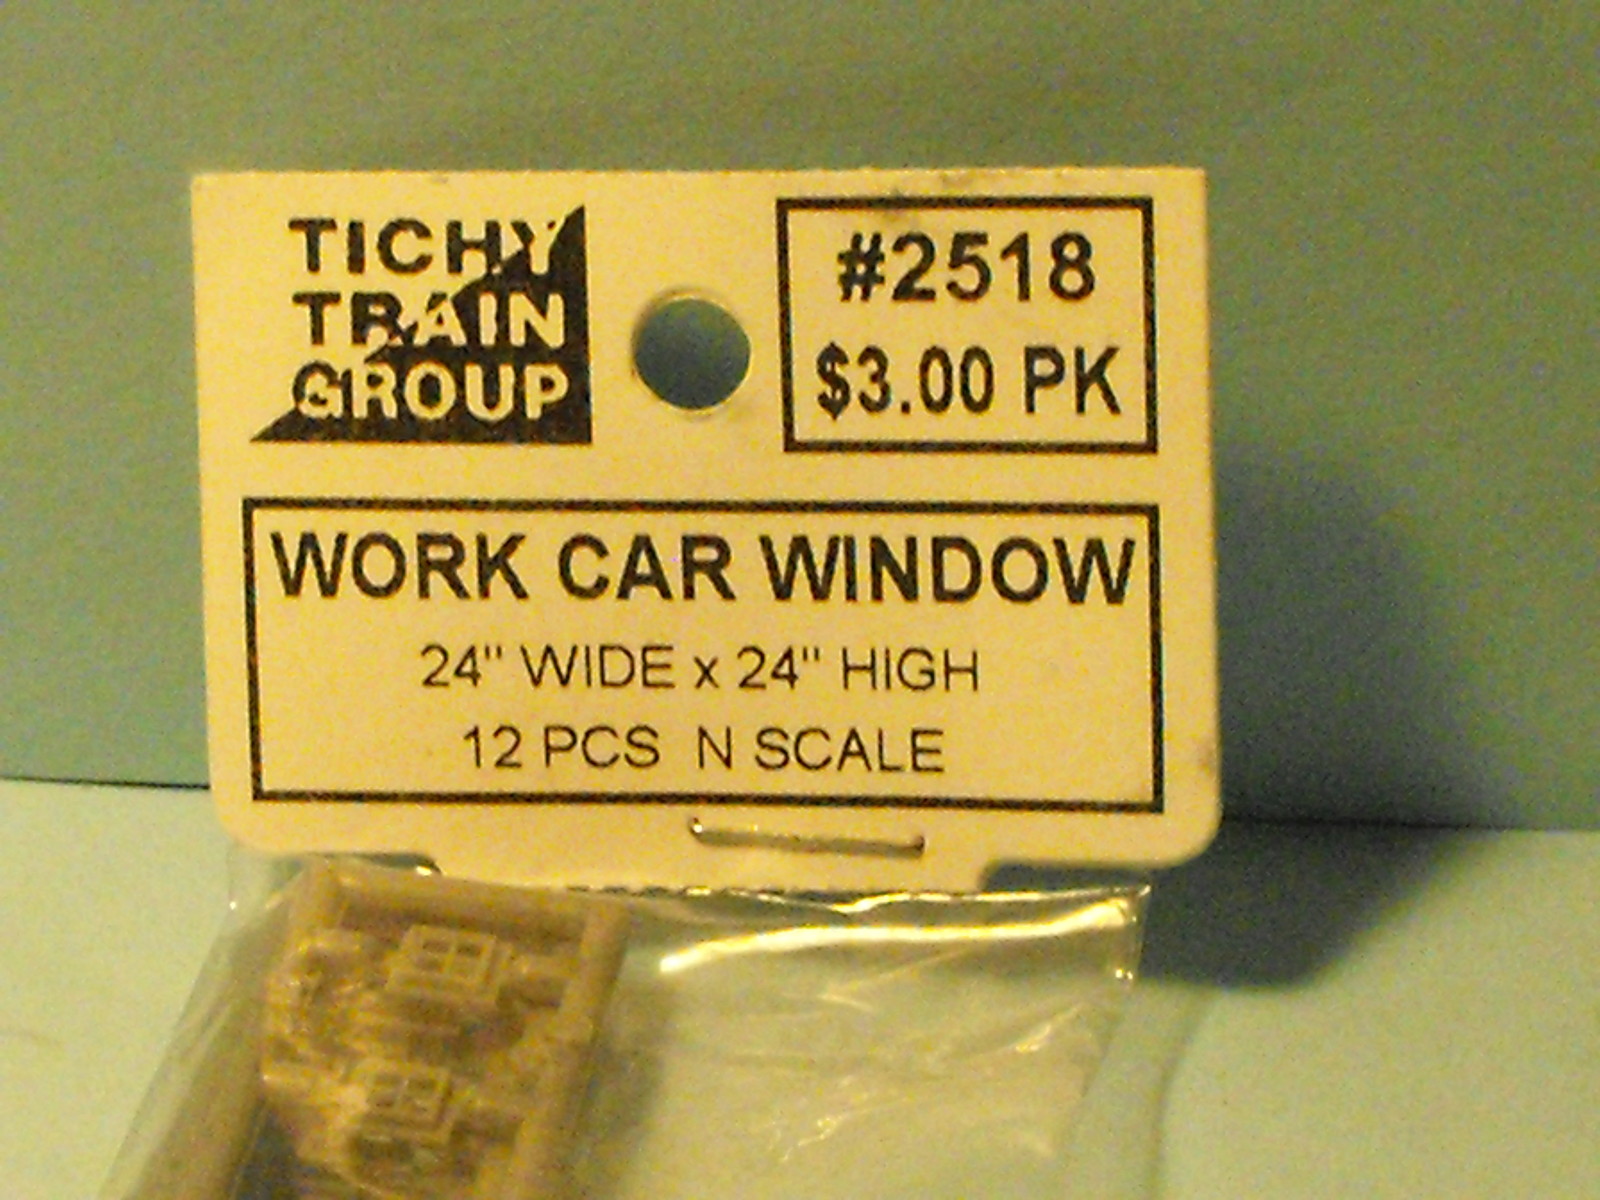 TICHY
TRAIN
GROUP
#2518
$3.00 PK
WORK CAR WINDOW
24" WIDE x 24" HIGH
12 PCS N SCALE